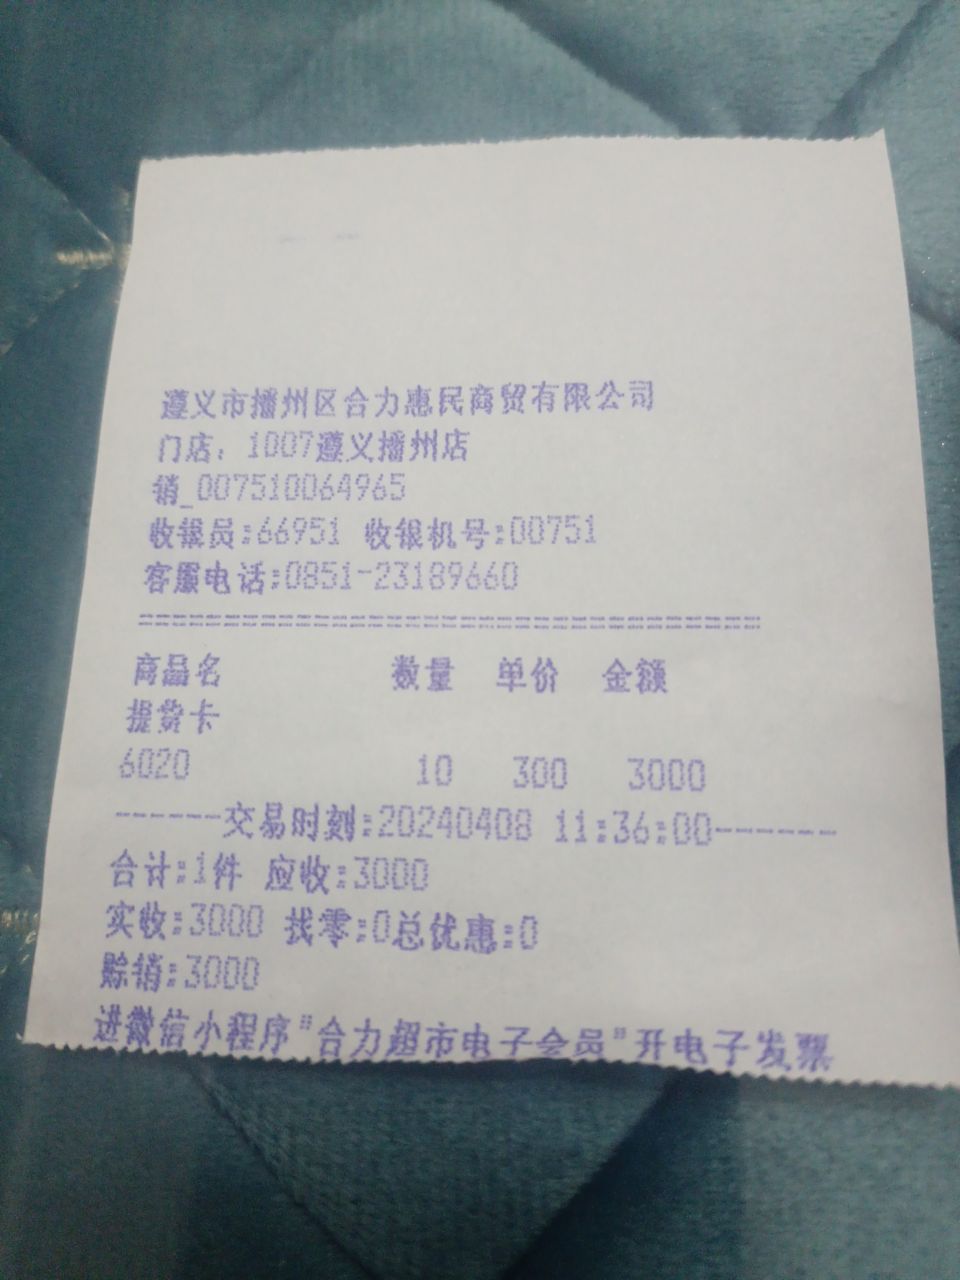 遵义市播州区合力惠民商贸有限公司
门店: 1007遵义播州店
销_007510064965
收银员:66951 收银机号:00751
客服电话:0851-23189660
==============================
商品名 数量 单价 金额
提货卡
6020 10 300 3000
------交易时刻:20240408 11:36:00-------
合计:1件 应收:3000
实收:3000 找零:0总优惠:0
赊销:3000
进微信小程序"合力超市电子会员"开电子发票